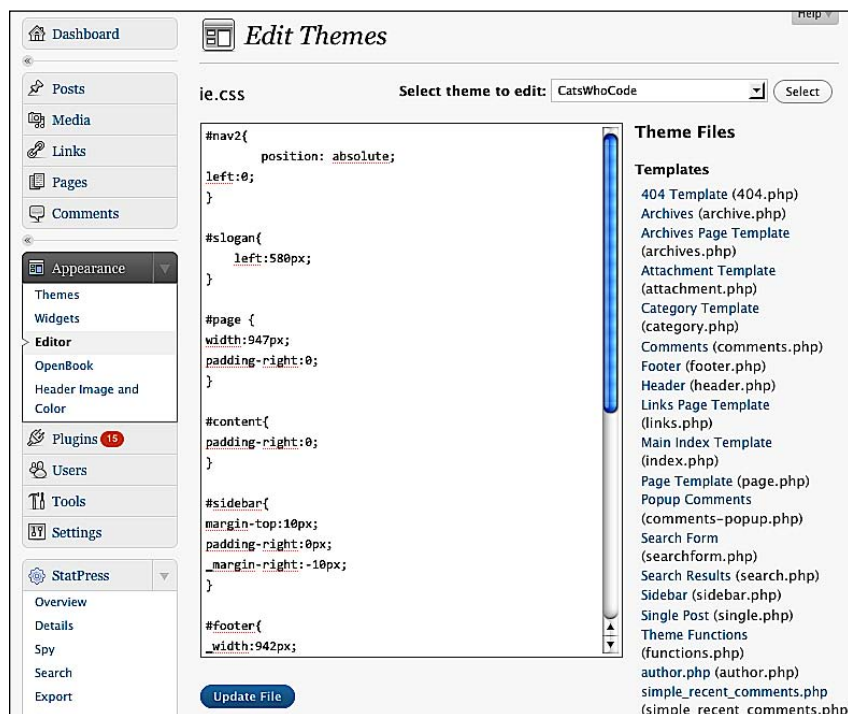 Help
Dashboard
Edit Themes
Posts
Media
Links
Pages
Comments
Appearance
Themes
Widgets
Editor
OpenBook
Header Image and
Color
Plugins 15
Users
Tools
Settings
StatPress
Overview
Details
Spy
Search
Export
ie.css
Select theme to edit: CatsWhoCode Select
#nav2{
position: absolute;
left:0;
}
#slogan{
left:580px;
}
#page {
width:947px;
padding-right:0;
}
#content{
padding-right:0;
}
#sidebar{
margin-top:10px;
padding-right:0px;
_margin-right:-10px;
}
#footer{
_width:942px;
Update File
Theme Files
Templates
404 Template (404.php)
Archives (archive.php)
Archives Page Template
(archives.php)
Attachment Template
(attachment.php)
Category Template
(category.php)
Comments (comments.php)
Footer (footer.php)
Header (header.php)
Links Page Template
(links.php)
Main Index Template
(index.php)
Page Template (page.php)
Popup Comments
(comments-popup.php)
Search Form
(searchform.php)
Search Results (search.php)
Sidebar (sidebar.php)
Single Post (single.php)
Theme Functions
(functions.php)
author.php (author.php)
simple_recent_comments.php
(simple_recent_comments.php